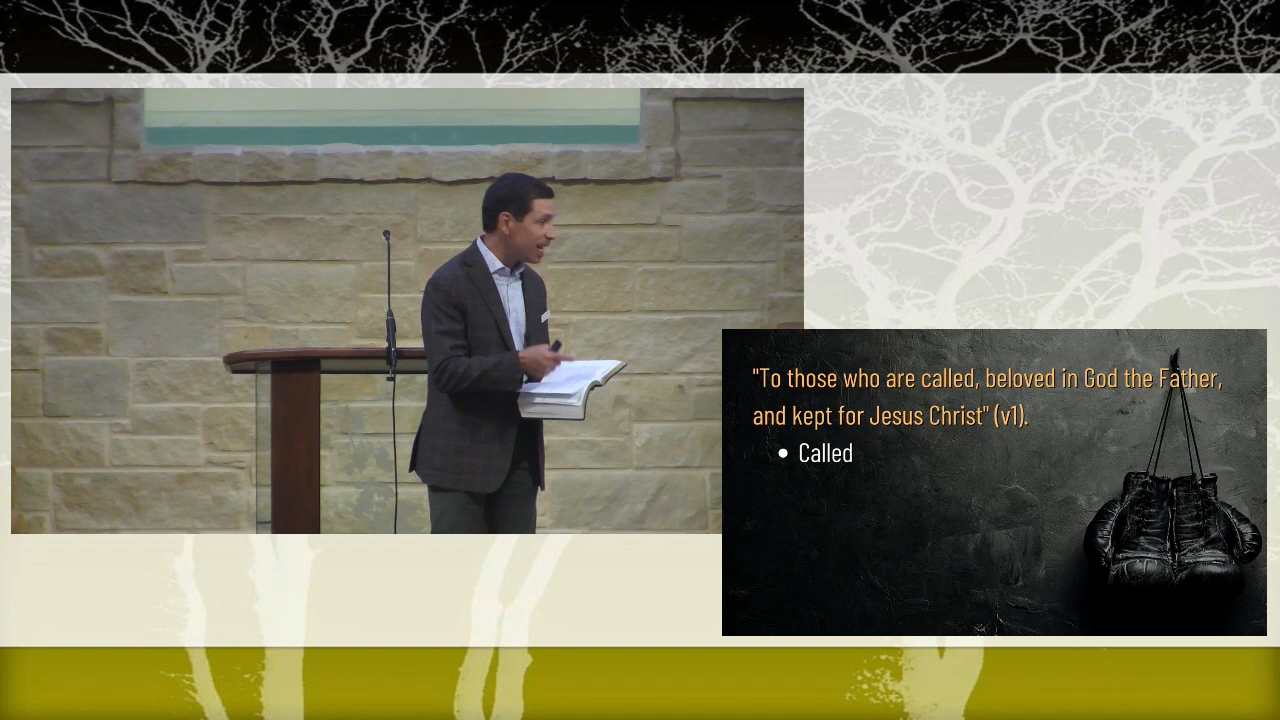 "To those who are called, beloved in God the Father,
and kept for Jesus Christ" (v1).
• Called